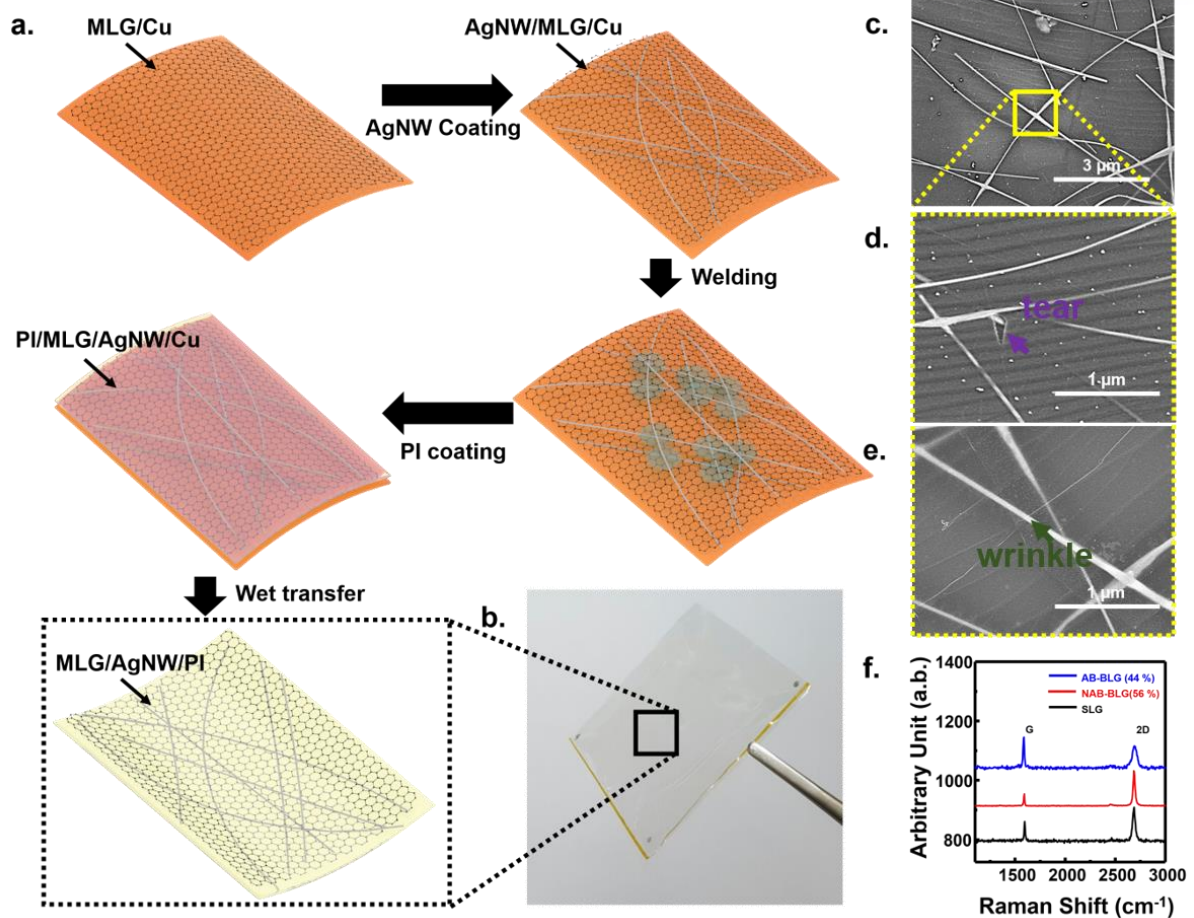 a.
MLG/Cu
AgNW/MLG/Cu
AgNW Coating
Welding
PI/MLG/AgNW/Cu
PI coating
Wet transfer
MLG/AgNW/PI
b.
c.
3 µm
d.
tear
1 µm
e.
wrinkle
1 µm
f.
1400
1200
1000
800
Arbitrary Unit (a.b.)
AB-BLG (44 %)
NAB-BLG(56 %)
SLG
G
2D
1500 2000 2500 3000
Raman Shift (cm⁻¹)